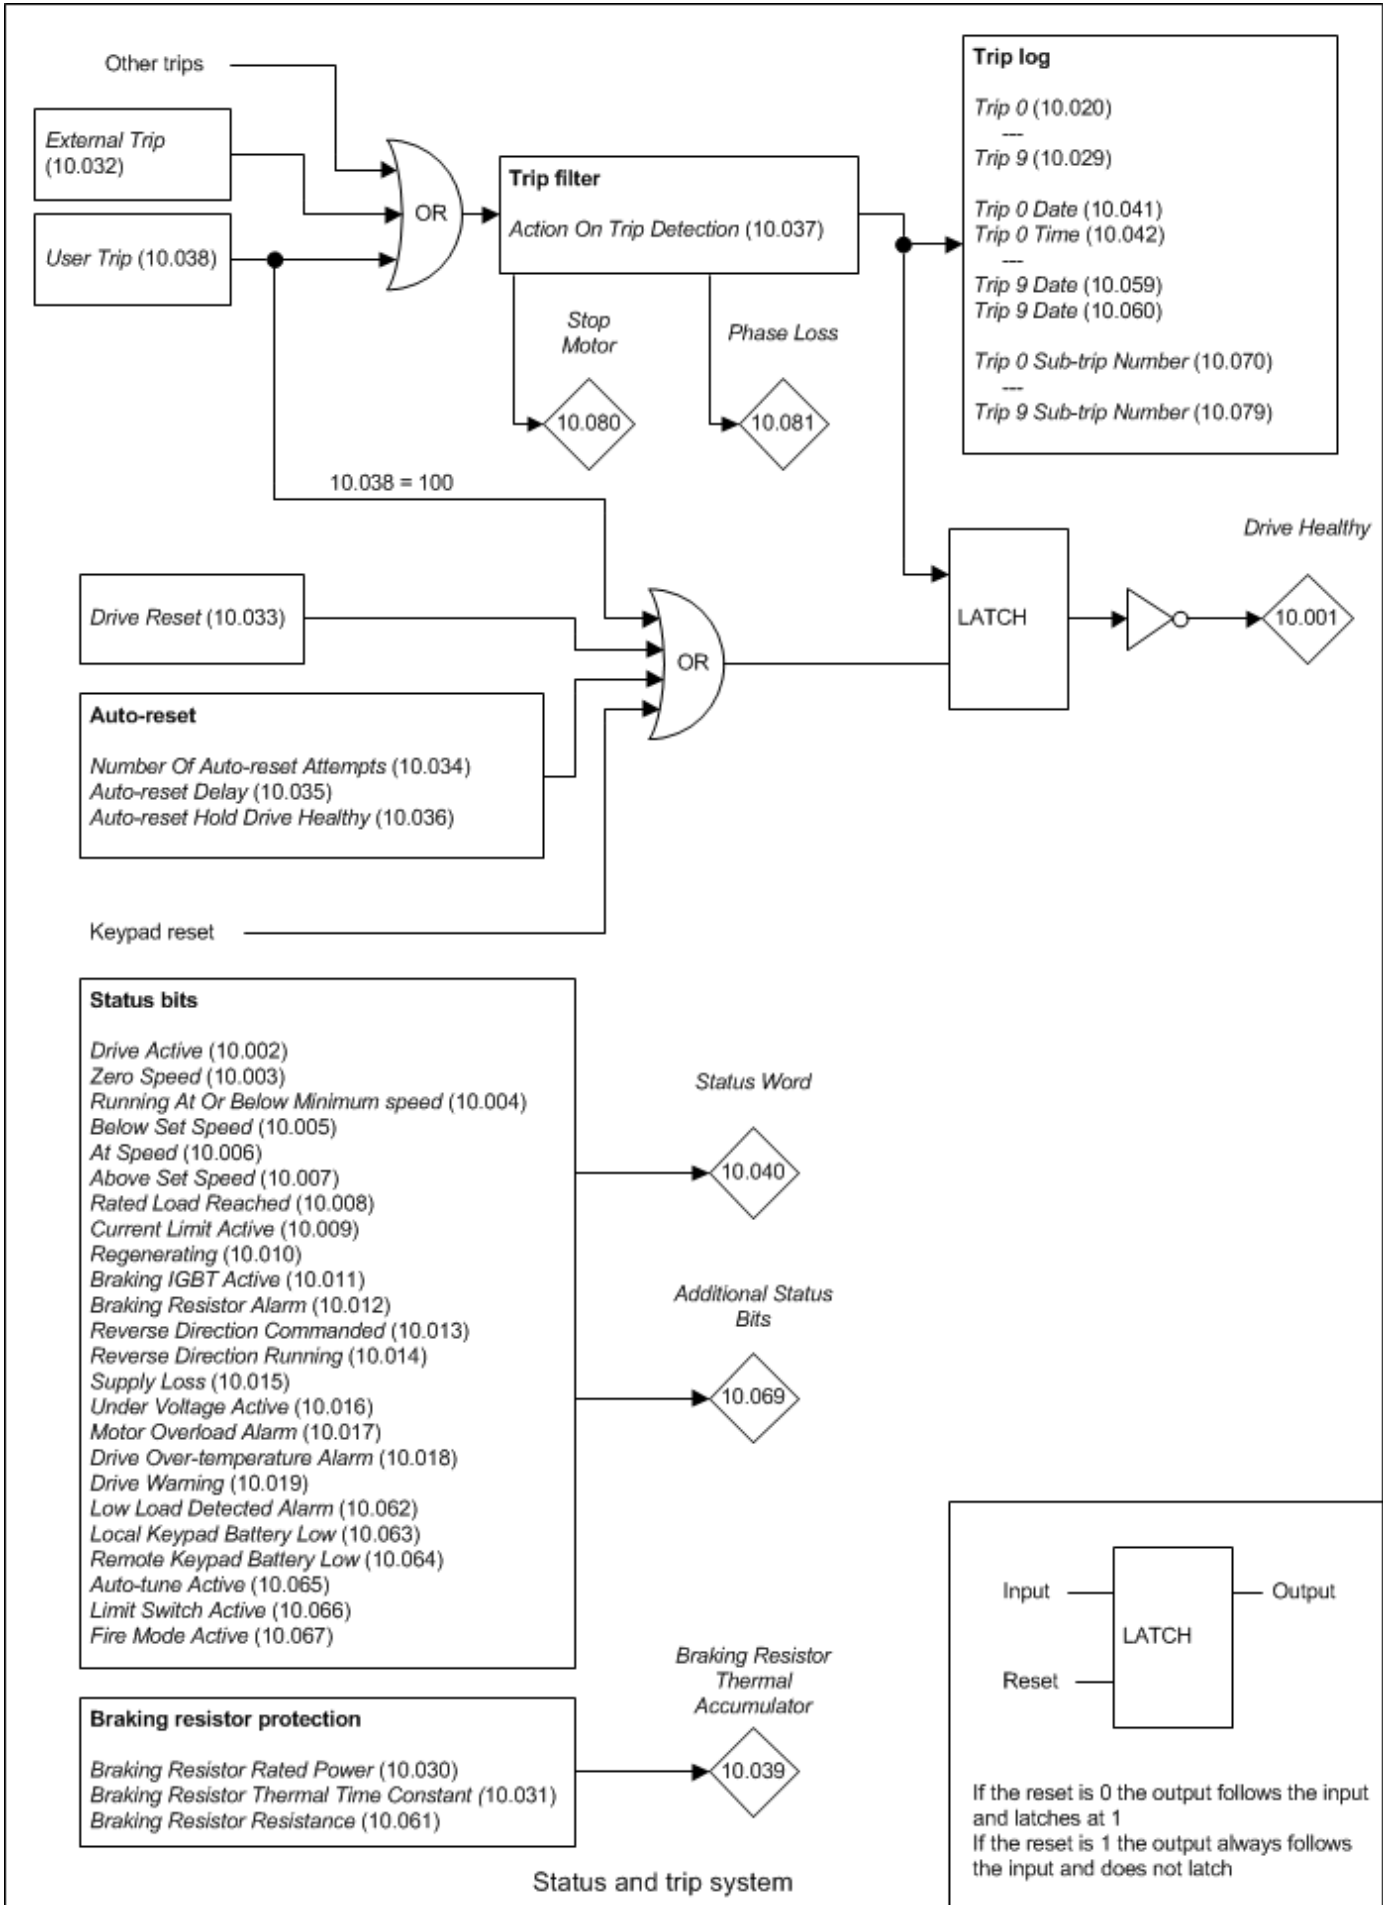 Other trips
External Trip
(10.032)
User Trip (10.038)
OR
Trip filter
Action On Trip Detection (10.037)
Stop
Motor
10.080
Phase Loss
10.081
Trip log
Trip 0 (10.020)
---
Trip 9 (10.029)
Trip 0 Date (10.041)
Trip 0 Time (10.042)
---
Trip 9 Date (10.059)
Trip 9 Date (10.060)
Trip 0 Sub-trip Number (10.070)
---
Trip 9 Sub-trip Number (10.079)
10.038 = 100
Drive Reset (10.033)
Auto-reset
Number Of Auto-reset Attempts (10.034)
Auto-reset Delay (10.035)
Auto-reset Hold Drive Healthy (10.036)
Keypad reset
OR
LATCH
Drive Healthy
10.001
Status bits
Drive Active (10.002)
Zero Speed (10.003)
Running At Or Below Minimum speed (10.004)
Below Set Speed (10.005)
At Speed (10.006)
Above Set Speed (10.007)
Rated Load Reached (10.008)
Current Limit Active (10.009)
Regenerating (10.010)
Braking IGBT Active (10.011)
Braking Resistor Alarm (10.012)
Reverse Direction Commanded (10.013)
Reverse Direction Running (10.014)
Supply Loss (10.015)
Under Voltage Active (10.016)
Motor Overload Alarm (10.017)
Drive Over-temperature Alarm (10.018)
Drive Warning (10.019)
Low Load Detected Alarm (10.062)
Local Keypad Battery Low (10.063)
Remote Keypad Battery Low (10.064)
Auto-tune Active (10.065)
Limit Switch Active (10.066)
Fire Mode Active (10.067)
Status Word
10.040
Additional Status
Bits
10.069
Braking resistor protection
Braking Resistor Rated Power (10.030)
Braking Resistor Thermal Time Constant (10.031)
Braking Resistor Resistance (10.061)
Braking Resistor
Thermal
Accumulator
10.039
Input
Reset
LATCH
Output
If the reset is 0 the output follows the input
and latches at 1
If the reset is 1 the output always follows
the input and does not latch
Status and trip system